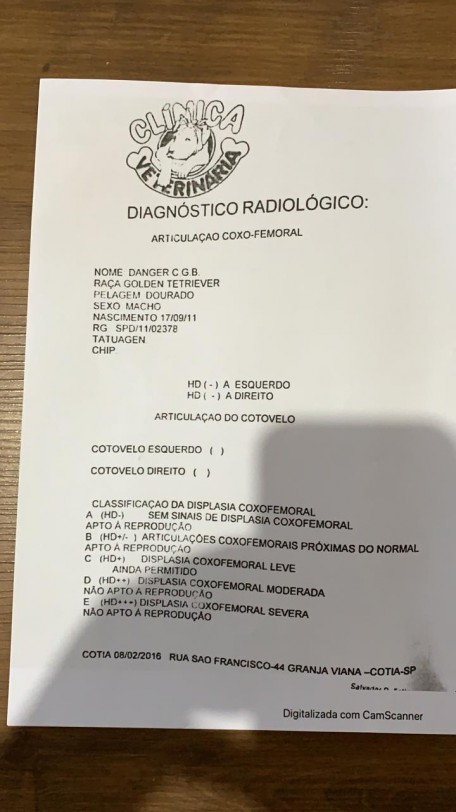 CLÍNICA
VETERINÁRIA
DIAGNÓSTICO RADIOLÓGICO:
ARTICULAÇAO COXO-FEMORAL
NOME DANGER C G.B.
RAÇA GOLDEN TETRIEVER
PELAGEM DOURADO
SEXO MACHO
NASCIMENTO 17/09/11
RG SPD/11/02378
TATUAGEN
CHIP
HD ( - ) A ESQUERDO
HD ( - ) A DIREITO
ARTICULAÇAO DO COTOVELO
COTOVELO ESQUERDO ( )
COTOVELO DIREITO ( )
CLASSIFICAÇAO DA DISPLASIA COXOFEMORAL
A (HD-) SEM SINAIS DE DISPLASIA COXOFEMORAL
APTO À REPRODUÇÃO
B (HD+/- ) ARTICULAÇÕES COXOFEMORAIS PRÓXIMAS DO NORMAL
APTO À REPRODUÇÃO
C (HD+) DISPLASIA COXOFEMORAL LEVE
AINDA PERMITIDO
D (HD++) DISPLASIA COXOFEMORAL MODERADA
NÃO APTO À REPRODUÇÃO
E (HD+++) DISPLASIA COXOFEMORAL SEVERA
NÃO APTO À REPRODUÇÃO
COTIA 08/02/2016 RUA SAO FRANCISCO-44 GRANJA VIANA –COTIA-SP
Digitalizada com CamScanner